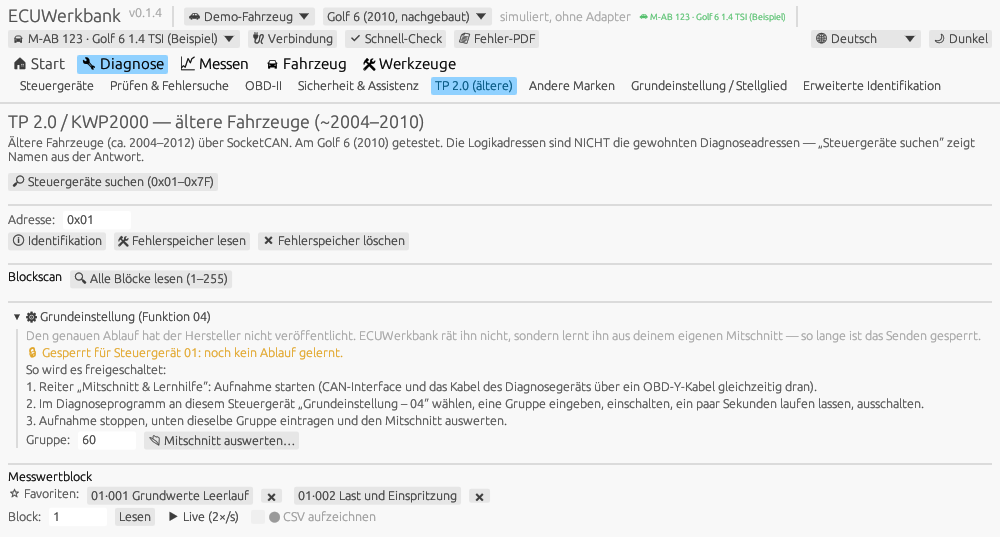 ECUWerkbank v0.1.4 Demo-Fahrzeug Golf 6 (2010, nachgebaut) simuliert, ohne Adapter M-AB 123 · Golf 6 1.4 TSI (Beispiel)
M-AB 123 · Golf 6 1.4 TSI (Beispiel) Verbindung Schnell-Check Fehler-PDF Deutsch Dunkel
Start Diagnose Messen Fahrzeug Werkzeuge
Steuergeräte Prüfen & Fehlersuche OBD-II Sicherheit & Assistenz TP 2.0 (ältere) Andere Marken Grundeinstellung / Stellglied Erweiterte Identifikation
TP 2.0 / KWP2000 — ältere Fahrzeuge (~2004–2010)
Ältere Fahrzeuge (ca. 2004–2012) über SocketCAN. Am Golf 6 (2010) getestet. Die Logikadressen sind NICHT die gewohnten Diagnoseadressen — „Steuergeräte suchen“ zeigt
Namen aus der Antwort.
Steuergeräte suchen (0x01–0x7F)
Adresse: 0x01
Identifikation Fehlerspeicher lesen Fehlerspeicher löschen
Blockscan Alle Blöcke lesen (1–255)
Grundeinstellung (Funktion 04)
Den genauen Ablauf hat der Hersteller nicht veröffentlicht. ECUWerkbank rät ihn nicht, sondern lernt ihn aus deinem eigenen Mitschnitt — so lange ist das Senden gesperrt.
Gesperrt für Steuergerät 01: noch kein Ablauf gelernt.
So wird es freigeschaltet:
1. Reiter „Mitschnitt & Lernhilfe“: Aufnahme starten (CAN-Interface und das Kabel des Diagnosegeräts über ein OBD-Y-Kabel gleichzeitig dran).
2. Im Diagnoseprogramm an diesem Steuergerät „Grundeinstellung – 04“ wählen, eine Gruppe eingeben, einschalten, ein paar Sekunden laufen lassen, ausschalten.
3. Aufnahme stoppen, unten dieselbe Gruppe eintragen und den Mitschnitt auswerten.
Gruppe: 60 Mitschnitt auswerten…
Messwertblock
Favoriten: 01·001 Grundwerte Leerlauf 01·002 Last und Einspritzung
Block: 1 Lesen Live (2×/s) CSV aufzeichnen